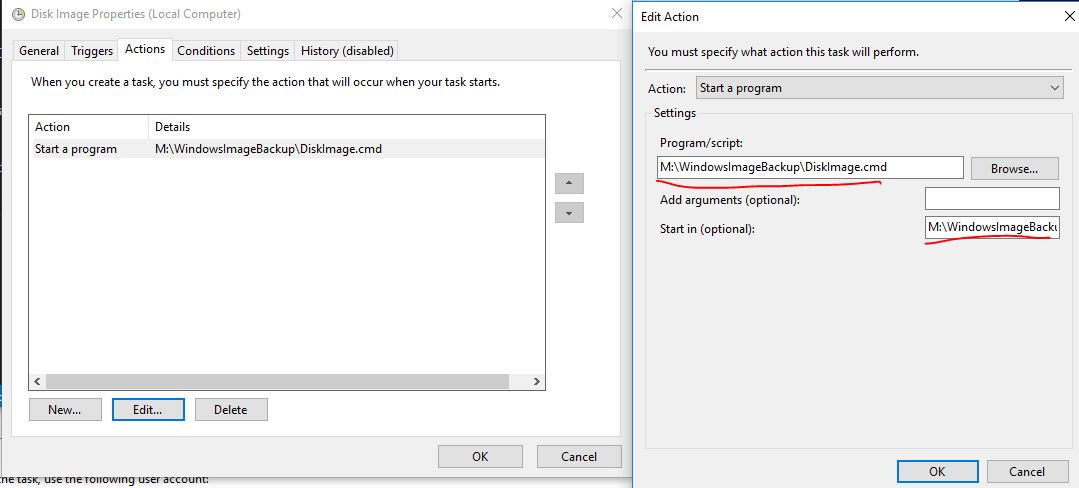 Disk Image Properties (Local Computer)
General Triggers Actions Conditions Settings History (disabled)
When you create a task, you must specify the action that will occur when your task starts.
Action Details
Start a program M:\WindowsImageBackup\DiskImage.cmd
New... Edit... Delete
OK Cancel
the task, use the following user account:
Edit Action
You must specify what action this task will perform.
Action: Start a program
Settings
Program/script:
M:\WindowsImageBackup\DiskImage.cmd Browse...
Add arguments (optional):
Start in (optional): M:\WindowsImageBacku
OK Cancel